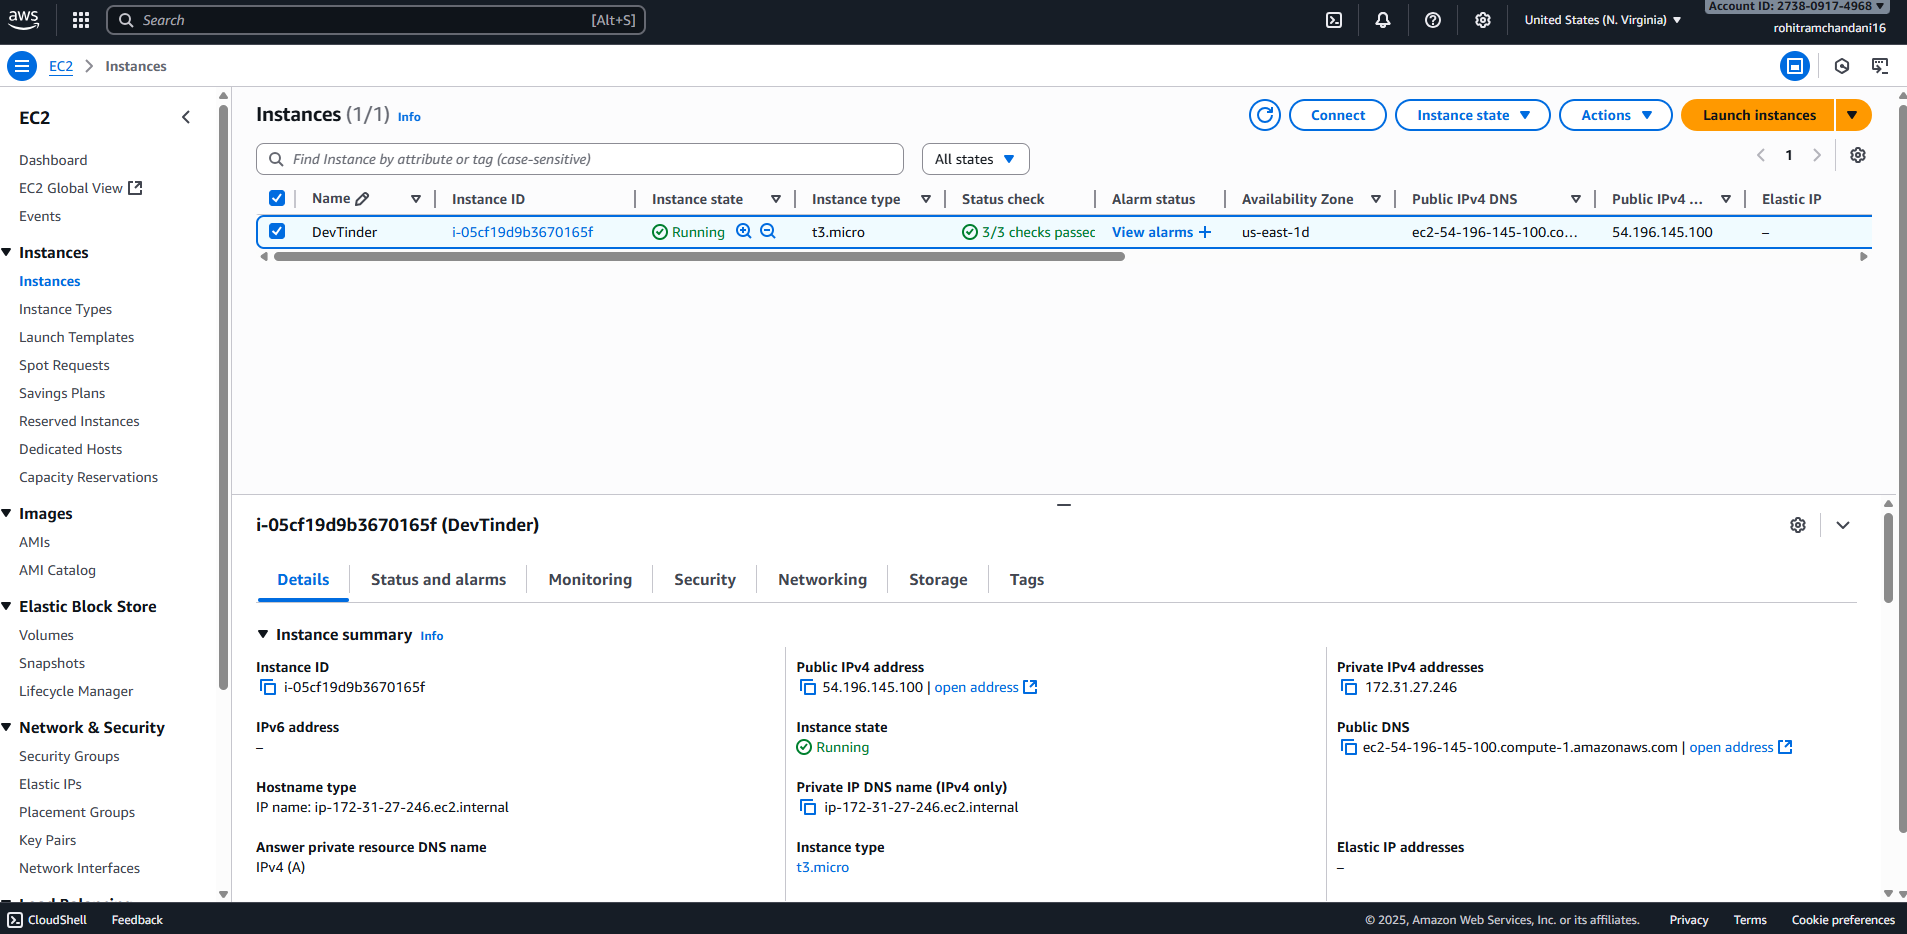 aws
Search
[Alt+S]
United States (N. Virginia)
Account ID: 2738-0917-4968
rohitramchandani16
EC2
Instances
EC2
Dashboard
EC2 Global View
Events
Instances
Instances
Instance Types
Launch Templates
Spot Requests
Savings Plans
Reserved Instances
Dedicated Hosts
Capacity Reservations
Images
AMIs
AMI Catalog
Elastic Block Store
Volumes
Snapshots
Lifecycle Manager
Network & Security
Security Groups
Elastic IPs
Placement Groups
Key Pairs
Network Interfaces
Instances (1/1) Info
Connect
Instance state
Actions
Launch instances
Find Instance by attribute or tag (case-sensitive)
All states
1
Name Instance ID Instance state Instance type Status check Alarm status Availability Zone Public IPv4 DNS Public IPv4 ... Elastic IP
DevTinder i-05cf19d9b3670165f Running t3.micro 3/3 checks passec View alarms + us-east-1d ec2-54-196-145-100.co... 54.196.145.100 –
i-05cf19d9b3670165f (DevTinder)
Details Status and alarms Monitoring Security Networking Storage Tags
Instance summary Info
Instance ID
i-05cf19d9b3670165f
Public IPv4 address
54.196.145.100 | open address
Private IPv4 addresses
172.31.27.246
IPv6 address
–
Instance state
Running
Public DNS
ec2-54-196-145-100.compute-1.amazonaws.com | open address
Hostname type
IP name: ip-172-31-27-246.ec2.internal
Private IP DNS name (IPv4 only)
ip-172-31-27-246.ec2.internal
Answer private resource DNS name
IPv4 (A)
Instance type
t3.micro
Elastic IP addresses
–
CloudShell Feedback
© 2025, Amazon Web Services, Inc. or its affiliates. Privacy Terms Cookie preferences